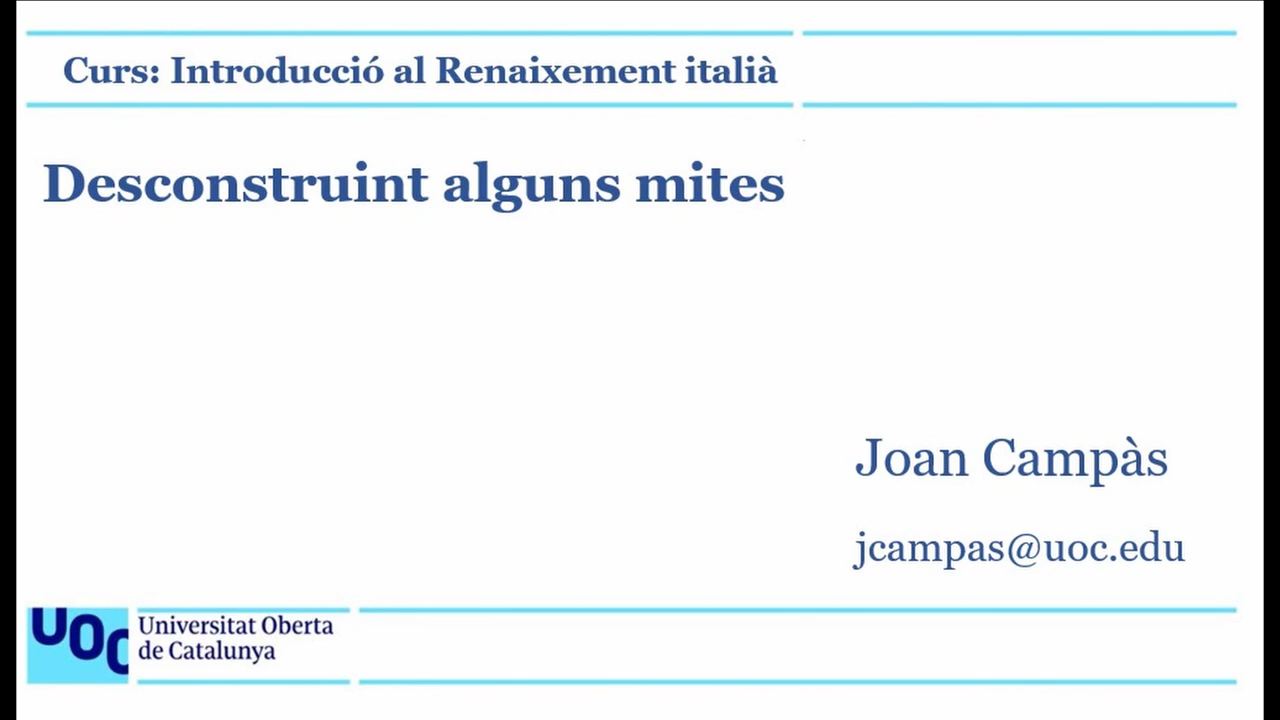 Curs: Introducció al Renaixement italià
Desconstruint alguns mites
Joan Campàs
jcampas@uoc.edu
UOC
Universitat Oberta
de Catalunya